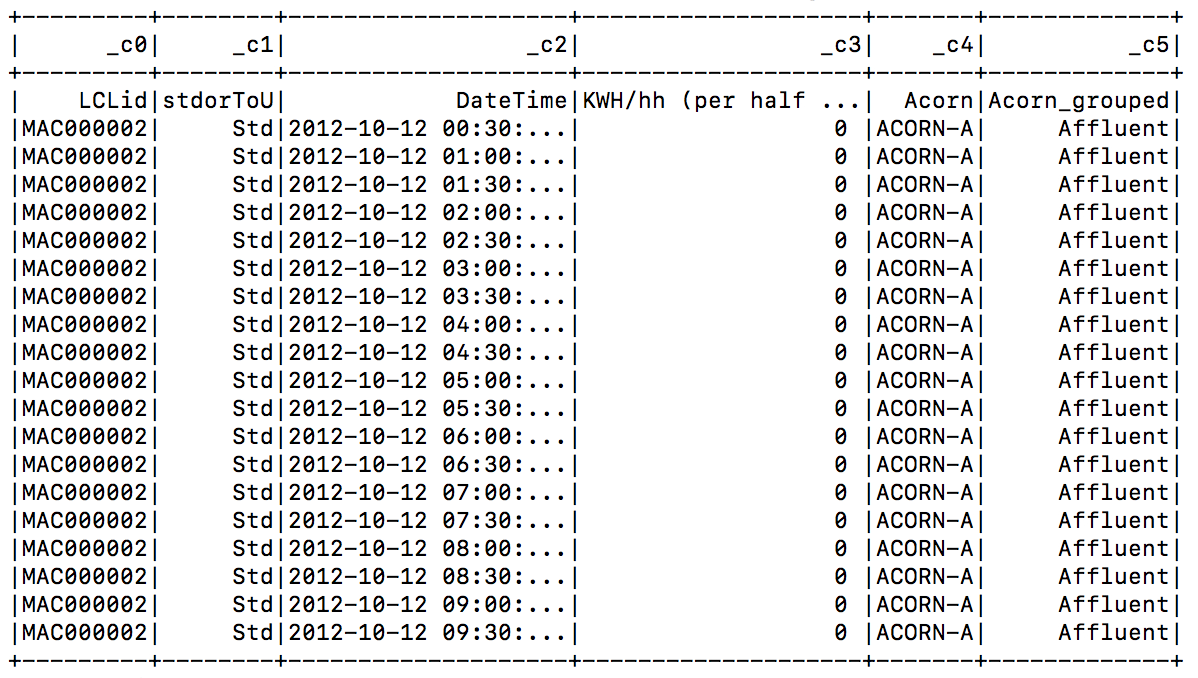 +---------+--------+--------------------+--------------------+-------+-------------+
|      _c0|     _c1|                 _c2|                 _c3|    _c4|          _c5|
+---------+--------+--------------------+--------------------+-------+-------------+
|    LCLid|stdorToU|            DateTime|KWH/hh (per half ...|  Acorn|Acorn_grouped|
|MAC000002|     Std|2012-10-12 00:30:...|                  0 |ACORN-A|     Affluent|
|MAC000002|     Std|2012-10-12 01:00:...|                  0 |ACORN-A|     Affluent|
|MAC000002|     Std|2012-10-12 01:30:...|                  0 |ACORN-A|     Affluent|
|MAC000002|     Std|2012-10-12 02:00:...|                  0 |ACORN-A|     Affluent|
|MAC000002|     Std|2012-10-12 02:30:...|                  0 |ACORN-A|     Affluent|
|MAC000002|     Std|2012-10-12 03:00:...|                  0 |ACORN-A|     Affluent|
|MAC000002|     Std|2012-10-12 03:30:...|                  0 |ACORN-A|     Affluent|
|MAC000002|     Std|2012-10-12 04:00:...|                  0 |ACORN-A|     Affluent|
|MAC000002|     Std|2012-10-12 04:30:...|                  0 |ACORN-A|     Affluent|
|MAC000002|     Std|2012-10-12 05:00:...|                  0 |ACORN-A|     Affluent|
|MAC000002|     Std|2012-10-12 05:30:...|                  0 |ACORN-A|     Affluent|
|MAC000002|     Std|2012-10-12 06:00:...|                  0 |ACORN-A|     Affluent|
|MAC000002|     Std|2012-10-12 06:30:...|                  0 |ACORN-A|     Affluent|
|MAC000002|     Std|2012-10-12 07:00:...|                  0 |ACORN-A|     Affluent|
|MAC000002|     Std|2012-10-12 07:30:...|                  0 |ACORN-A|     Affluent|
|MAC000002|     Std|2012-10-12 08:00:...|                  0 |ACORN-A|     Affluent|
|MAC000002|     Std|2012-10-12 08:30:...|                  0 |ACORN-A|     Affluent|
|MAC000002|     Std|2012-10-12 09:00:...|                  0 |ACORN-A|     Affluent|
|MAC000002|     Std|2012-10-12 09:30:...|                  0 |ACORN-A|     Affluent|
+---------+--------+--------------------+--------------------+-------+-------------+